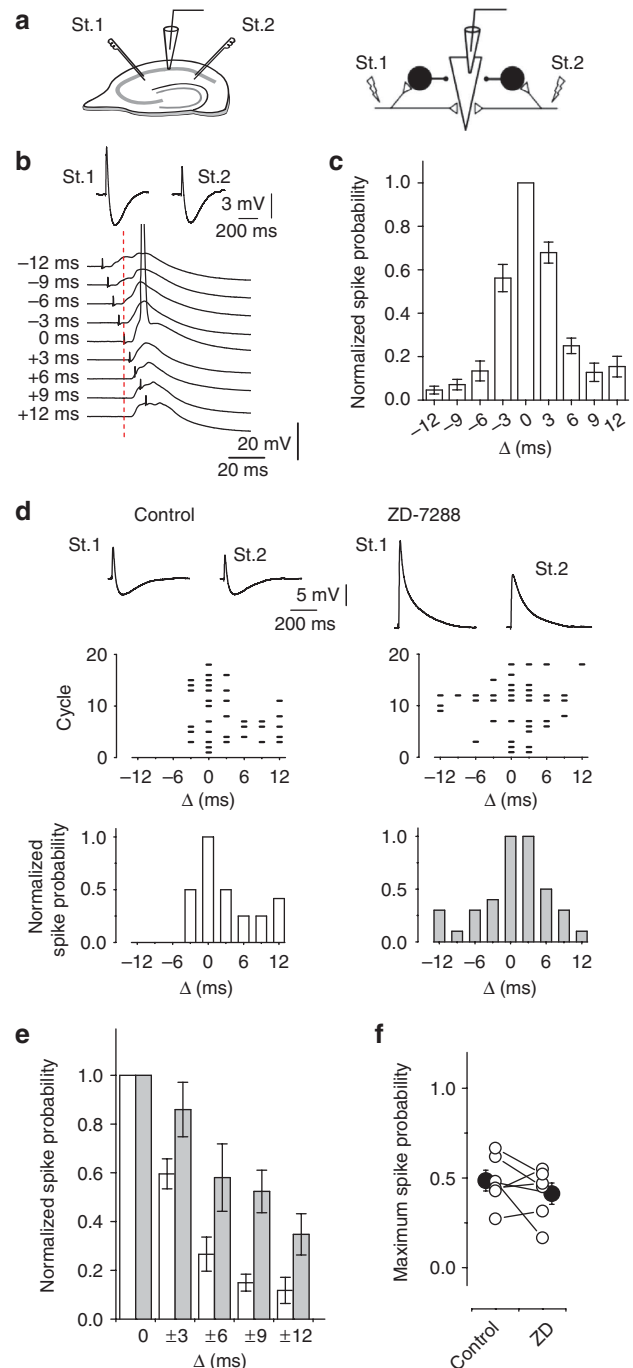 a
St.1
St.2
St.1
St.2
b
St.1
St.2
3 mV
200 ms
−12 ms
−9 ms
−6 ms
−3 ms
0 ms
+3 ms
+6 ms
+9 ms
+12 ms
20 mV
20 ms
c
Normalized spike probability
1.0
0.8
0.6
0.4
0.2
0.0
−12 −9 −6 −3 0 3 6 9 12
Δ (ms)
d
Control
St.1
St.2
5 mV
200 ms
ZD-7288
St.1
St.2
Cycle
20
10
0
−12 −6 0 6 12
Δ (ms)
20
10
0
−12 −6 0 6 12
Δ (ms)
Normalized
spike probability
1.0
0.5
0.0
−12 −6 0 6 12
Δ (ms)
1.0
0.5
0.0
−12 −6 0 6 12
Δ (ms)
e
Normalized spike probability
1.0
0.8
0.6
0.4
0.2
0.0
0 ±3 ±6 ±9 ±12
Δ (ms)
f
Maximum spike probability
1.0
0.5
0.0
Control
ZD